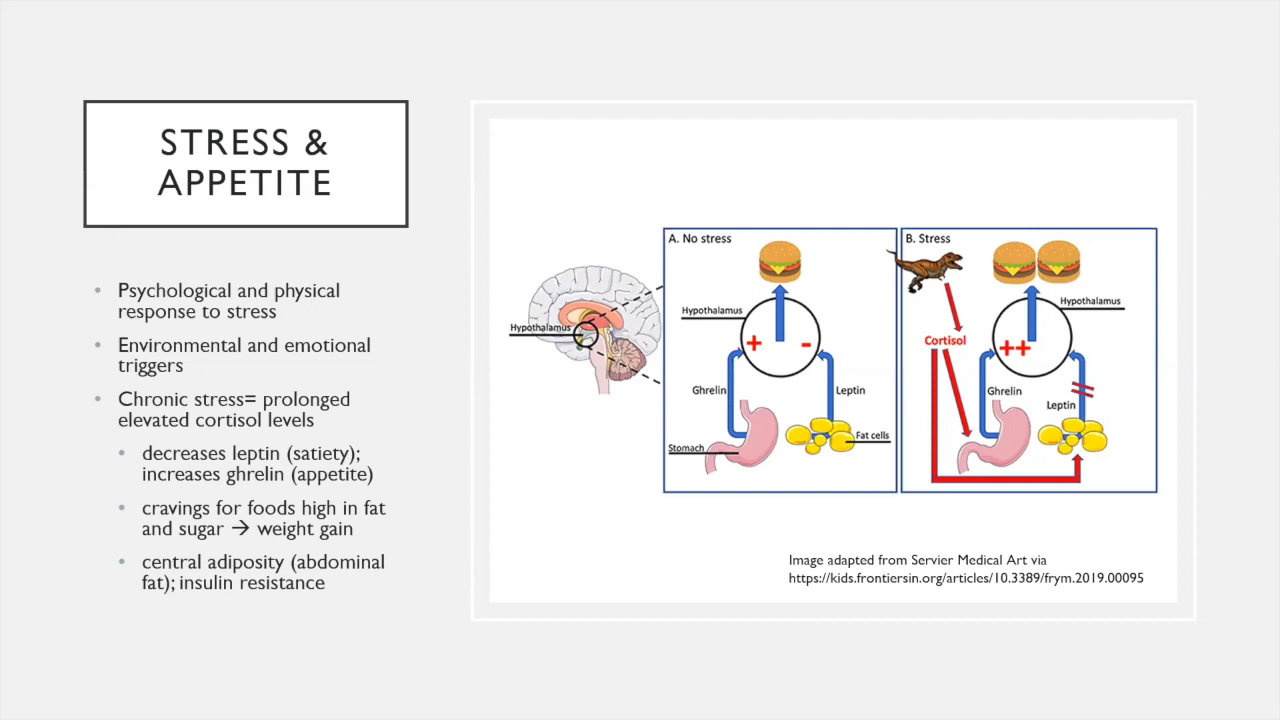 STRESS &
APPETITE
• Psychological and physical
response to stress
• Environmental and emotional
triggers
• Chronic stress= prolonged
elevated cortisol levels
• decreases leptin (satiety);
increases ghrelin (appetite)
• cravings for foods high in fat
and sugar → weight gain
• central adiposity (abdominal
fat); insulin resistance
Hypothalamus
A. No stress
Hypothalamus
+ -
Ghrelin
Leptin
Stomach
Fat cells
B. Stress
Hypothalamus
Cortisol
++
Ghrelin
Leptin
Image adapted from Servier Medical Art via
https://kids.frontiersin.org/articles/10.3389/frym.2019.00095